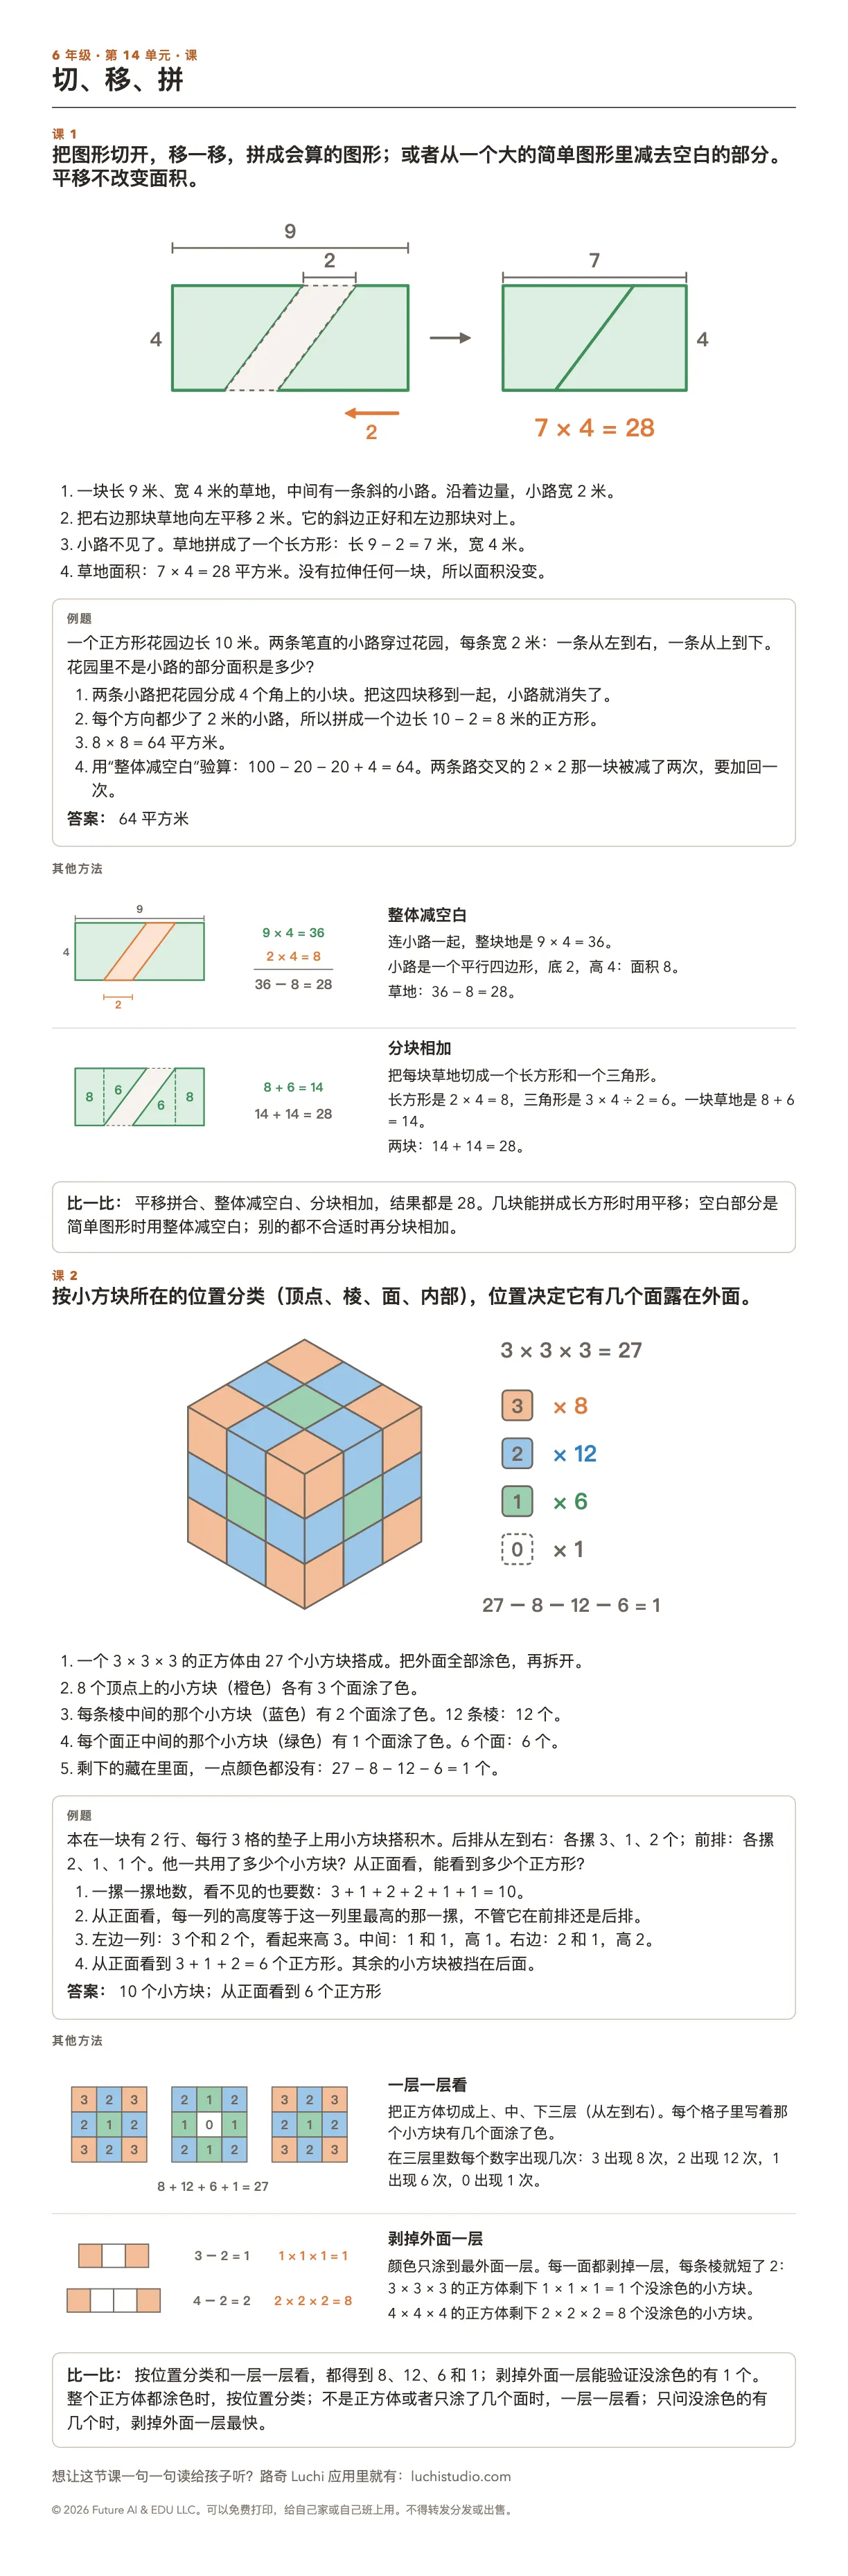 6 年级 · 第 14 单元 · 课
切、移、拼
课 1
把图形切开，移一移，拼成会算的图形；或者从一个大的简单图形里减去空白的部分。
平移不改变面积。
9
2
7
4
4
2
7 × 4 = 28
1. 一块长 9 米、宽 4 米的草地，中间有一条斜的小路。沿着边量，小路宽 2 米。
2. 把右边那块草地向左平移 2 米。它的斜边正好和左边那块对上。
3. 小路不见了。草地拼成了一个长方形：长 9 − 2 = 7 米，宽 4 米。
4. 草地面积：7 × 4 = 28 平方米。没有拉伸任何一块，所以面积没变。
例题
一个正方形花园边长 10 米。两条笔直的小路穿过花园，每条宽 2 米：一条从左到右，一条从上到下。
花园里不是小路的部分面积是多少？
1. 两条小路把花园分成 4 个角上的小块。把这四块移到一起，小路就消失了。
2. 每个方向都少了 2 米的小路，所以拼成一个边长 10 − 2 = 8 米的正方形。
3. 8 × 8 = 64 平方米。
4. 用“整体减空白”验算：100 − 20 − 20 + 4 = 64。两条路交叉的 2 × 2 那一块被减了两次，要加回一
次。
答案： 64 平方米
其他方法
9
4
2
9 × 4 = 36
2 × 4 = 8
36 − 8 = 28
整体减空白
连小路一起，整块地是 9 × 4 = 36。
小路是一个平行四边形，底 2，高 4：面积 8。
草地：36 − 8 = 28。
8 6 6 8
8 + 6 = 14
14 + 14 = 28
分块相加
把每块草地切成一个长方形和一个三角形。
长方形是 2 × 4 = 8，三角形是 3 × 4 ÷ 2 = 6。一块草地是 8 + 6
= 14。
两块：14 + 14 = 28。
比一比： 平移拼合、整体减空白、分块相加，结果都是 28。几块能拼成长方形时用平移；空白部分是
简单图形时用整体减空白；别的都不合适时再分块相加。
课 2
按小方块所在的位置分类（顶点、棱、面、内部），位置决定它有几个面露在外面。
3 × 3 × 3 = 27
3 × 8
2 × 12
1 × 6
0 × 1
27 − 8 − 12 − 6 = 1
1. 一个 3 × 3 × 3 的正方体由 27 个小方块搭成。把外面全部涂色，再拆开。
2. 8 个顶点上的小方块（橙色）各有 3 个面涂了色。
3. 每条棱中间的那个小方块（蓝色）有 2 个面涂了色。12 条棱：12 个。
4. 每个面正中间的那个小方块（绿色）有 1 个面涂了色。6 个面：6 个。
5. 剩下的藏在里面，一点颜色都没有：27 − 8 − 12 − 6 = 1 个。
例题
本在一块有 2 行、每行 3 格的垫子上用小方块搭积木。后排从左到右：各摞 3、1、2 个；前排：各摞
2、1、1 个。他一共用了多少个小方块？从正面看，能看到多少个正方形？
1. 一摞一摞地数，看不见的也要数：3 + 1 + 2 + 2 + 1 + 1 = 10。
2. 从正面看，每一列的高度等于这一列里最高的那一摞，不管它在前排还是后排。
3. 左边一列：3 个和 2 个，看起来高 3。中间：1 和 1，高 1。右边：2 和 1，高 2。
4. 从正面看到 3 + 1 + 2 = 6 个正方形。其余的小方块被挡在后面。
答案： 10 个小方块；从正面看到 6 个正方形
其他方法
3 2 3 2 1 2 3 2 3
2 1 2 1 0 1 2 1 2
3 2 3 2 1 2 3 2 3
8 + 12 + 6 + 1 = 27
一层一层看
把正方体切成上、中、下三层（从左到右）。每个格子里写着那
个小方块有几个面涂了色。
在三层里数每个数字出现几次：3 出现 8 次，2 出现 12 次，1
出现 6 次，0 出现 1 次。
3 − 2 = 1 1 × 1 × 1 = 1
4 − 2 = 2 2 × 2 × 2 = 8
剥掉外面一层
颜色只涂到最外面一层。每一面都剥掉一层，每条棱就短了 2：
3 × 3 × 3 的正方体剩下 1 × 1 × 1 = 1 个没涂色的小方块。
4 × 4 × 4 的正方体剩下 2 × 2 × 2 = 8 个没涂色的小方块。
比一比： 按位置分类和一层一层看，都得到 8、12、6 和 1；剥掉外面一层能验证没涂色的有 1 个。
整个正方体都涂色时，按位置分类；不是正方体或者只涂了几个面时，一层一层看；只问没涂色的有
几个时，剥掉外面一层最快。
想让这节课一句一句读给孩子听？路奇 Luchi 应用里就有：luchistudio.com
© 2026 Future AI & EDU LLC。可以免费打印，给自己家或自己班上用。不得转发分发或出售。